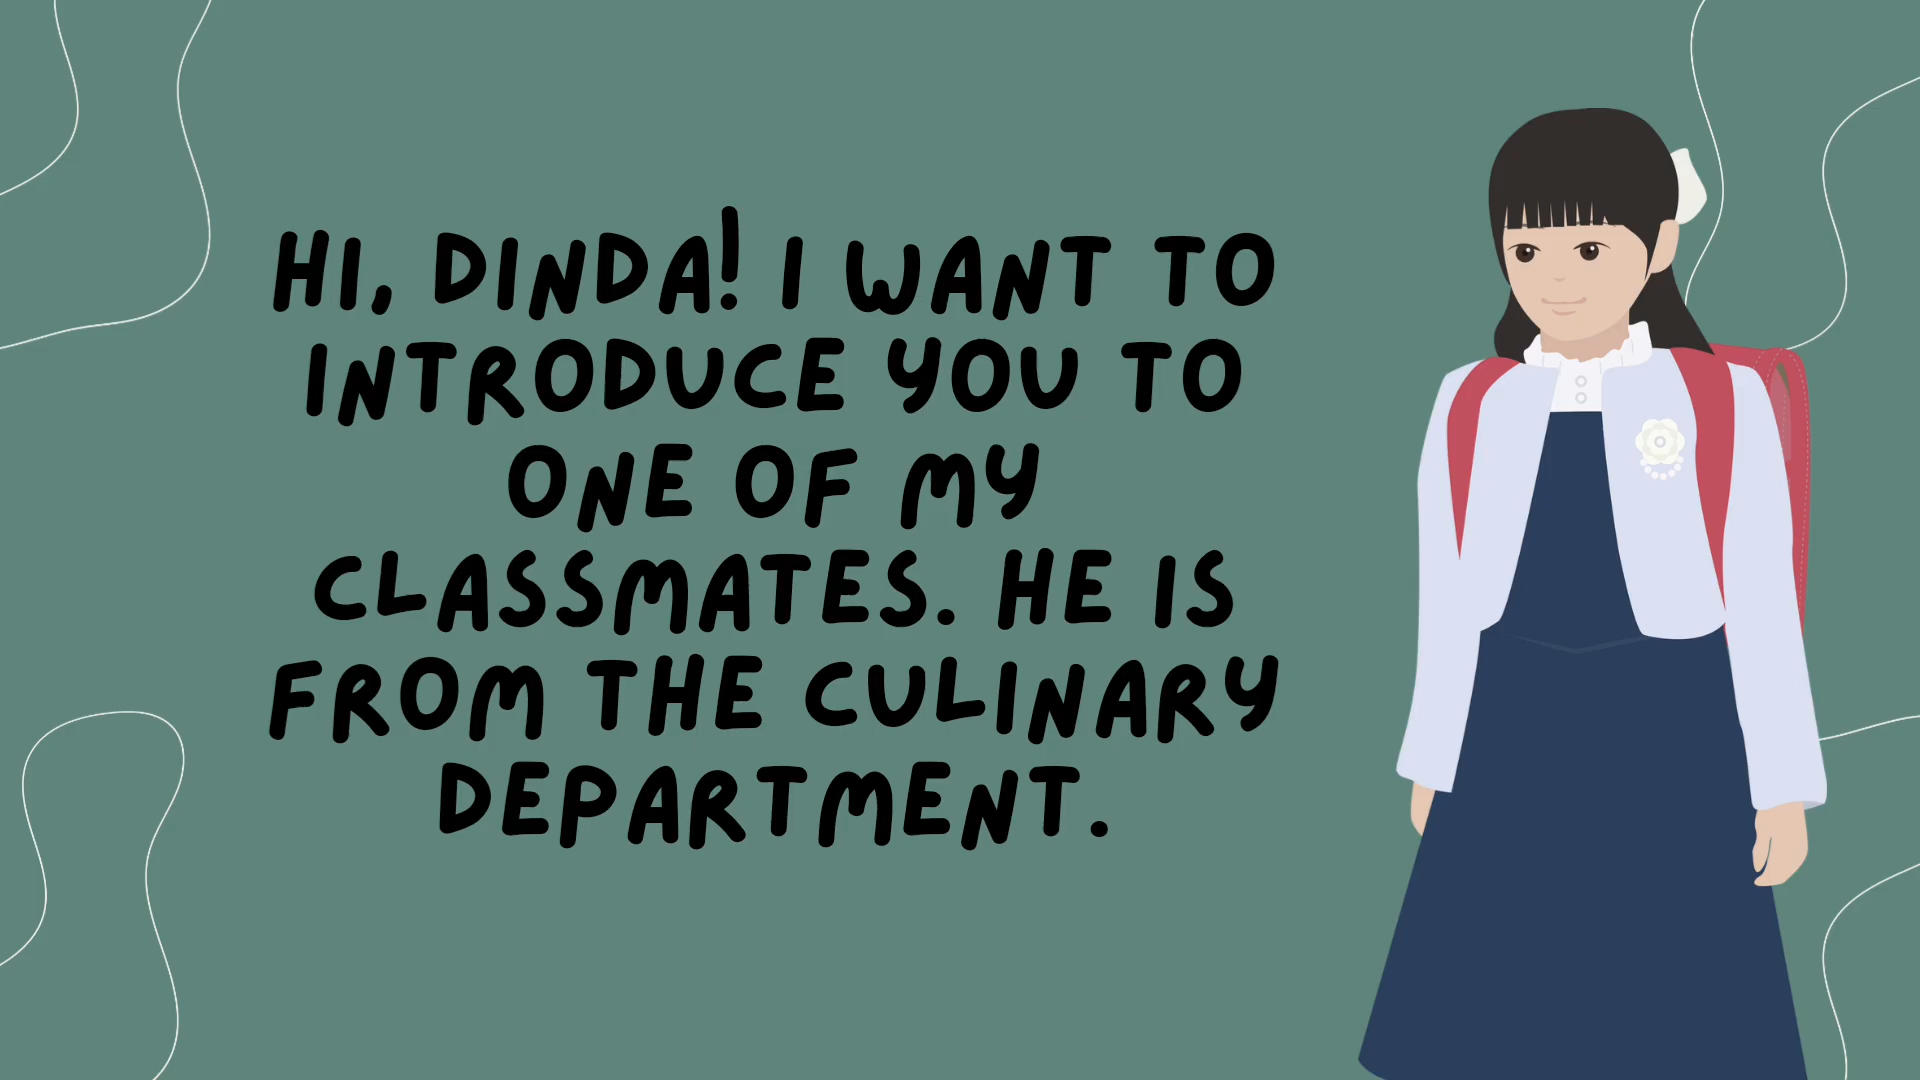 HI, DINDA! I WANT TO
INTRODUCE YOU TO
ONE OF MY
CLASSMATES. HE IS
FROM THE CULINARY
DEPARTMENT.